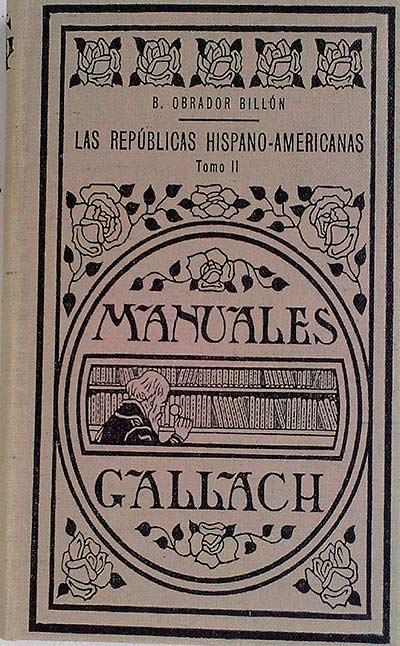 B. OBRADOR BILLÓN
LAS REPÚBLICAS HISPANO-AMERICANAS
Tomo II
MANUALES
GALLACH